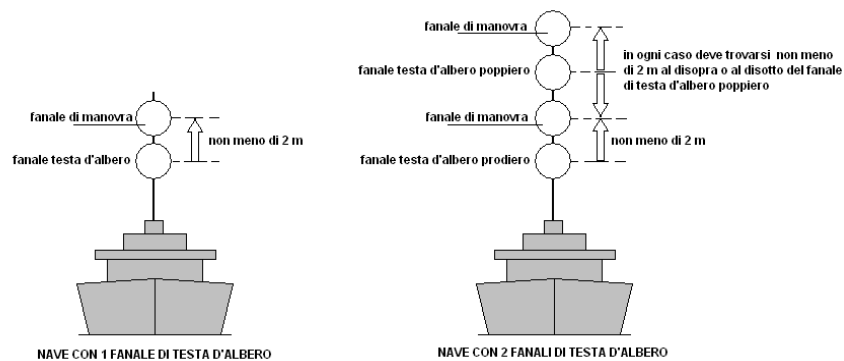 fanale di manovra
fanale testa d'albero
non meno di 2 m
NAVE CON 1 FANALE DI TESTA D'ALBERO
fanale di manovra
fanale testa d'albero poppiero
fanale di manovra
fanale testa d'albero prodiero
in ogni caso deve trovarsi non meno
di 2 m al disopra o al disotto del fanale
di testa d'albero poppiero
non meno di 2 m
NAVE CON 2 FANALI DI TESTA D'ALBERO